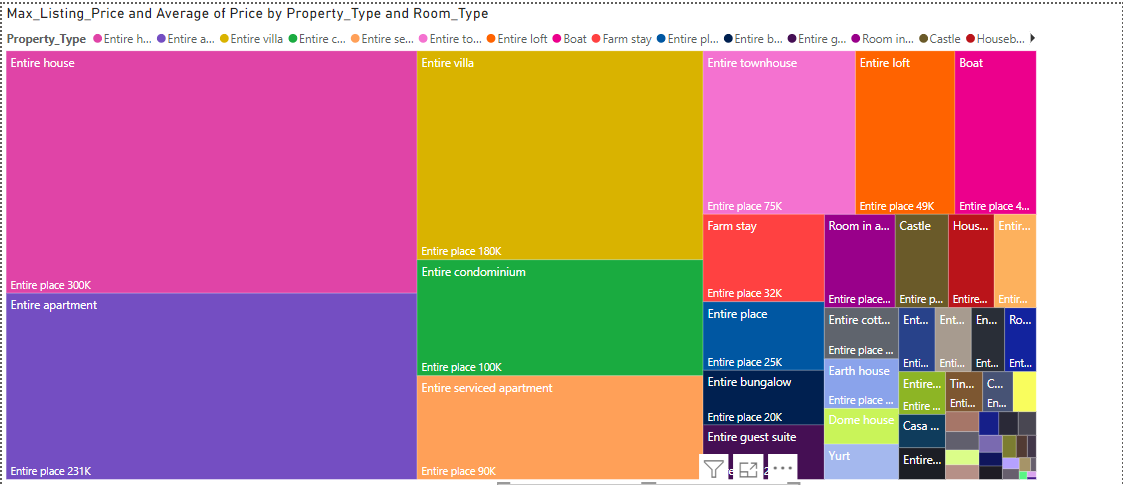 Max_Listing_Price and Average of Price by Property_Type and Room_Type
Property_Type Entire h... Entire a... Entire villa Entire c... Entire se... Entire to... Entire loft Boat Farm stay Entire pl... Entire b... Entire g... Room in... Castle Houseb...
Entire house
Entire place 300K
Entire apartment
Entire place 231K
Entire villa
Entire place 180K
Entire condominium
Entire place 100K
Entire serviced apartment
Entire place 90K
Entire townhouse
Entire place 75K
Entire loft
Entire place 49K
Boat
Entire place 4...
Farm stay
Entire place 32K
Entire place
Entire place 25K
Entire bungalow
Entire place 20K
Entire guest suite
Room in a...
Entire place...
Castle
Entire p...
Hous...
Entire...
Entir...
Entir...
Entire cott...
Entire place ...
Ent...
Enti...
Ent...
Enti...
En...
Ent...
Ro...
Ent...
Earth house
Entire place ...
Entire...
Entire ...
Tin...
Enti...
C...
En...
Dome house
Casa ...
Yurt
Entire...